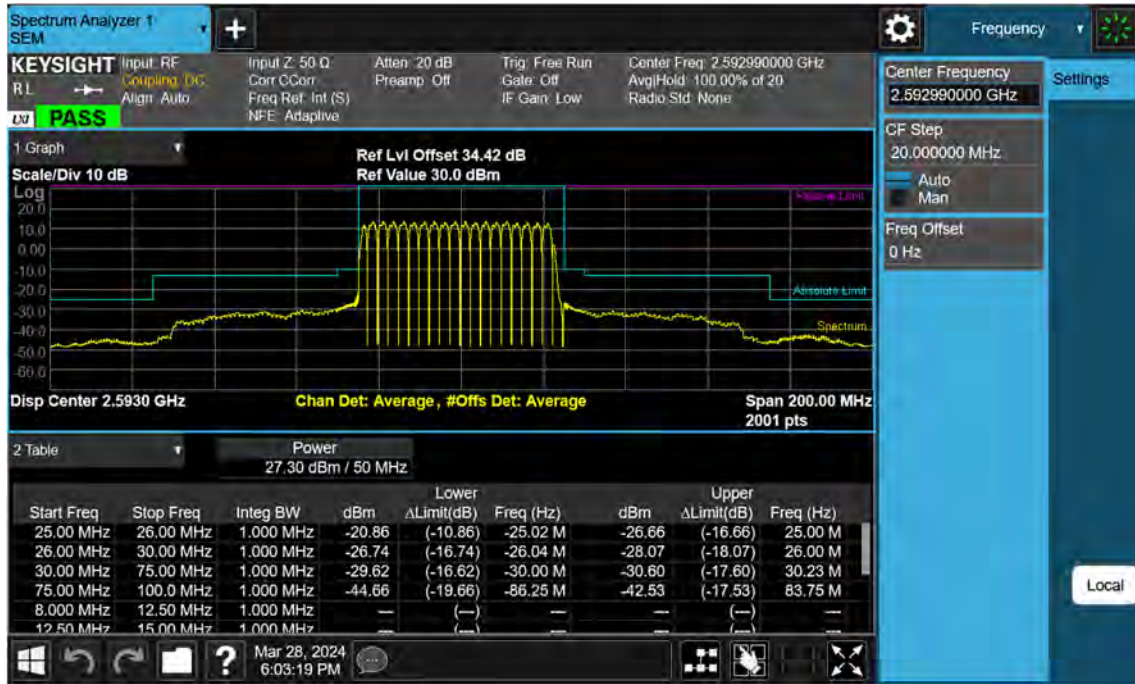 Spectrum Analyzer 1
SEM
+
Frequency
KEYSIGHT
Input: RF
Input Z: 50 Ω
Atten: 20 dB
Trig: Free Run
Center Freq: 2.592990000 GHz
RL
Coupling: DC
Corr CCorr
Preamp: Off
Gate: Off
Avg|Hold: 100.00% of 20
Align: Auto
Freq Ref: Int (S)
IF Gain: Low
Radio Std: None
LXI
PASS
NFE: Adaptive
Center Frequency
2.592990000 GHz
Settings
CF Step
20.000000 MHz
Auto
Man
Freq Offset
0 Hz
1 Graph
Ref Lvl Offset 34.42 dB
Scale/Div 10 dB
Ref Value 30.0 dBm
Log
Relative Limit
20.0
10.0
0.00
-10.0
-20.0
Absolute Limit
-30.0
Spectrum
-40.0
-50.0
-60.0
Disp Center 2.5930 GHz
Chan Det: Average, #Offs Det: Average
Span 200.00 MHz
2001 pts
2 Table
Power
27.30 dBm / 50 MHz
Lower Upper
Start Freq Stop Freq Integ BW dBm ΔLimit(dB) Freq (Hz) dBm ΔLimit(dB) Freq (Hz)
25.00 MHz 26.00 MHz 1.000 MHz -20.86 (-10.86) -25.02 M -26.66 (-16.66) 25.00 M
26.00 MHz 30.00 MHz 1.000 MHz -26.74 (-16.74) -26.04 M -28.07 (-18.07) 26.00 M
30.00 MHz 75.00 MHz 1.000 MHz -29.62 (-16.62) -30.00 M -30.60 (-17.60) 30.23 M
75.00 MHz 100.0 MHz 1.000 MHz -44.66 (-19.66) -86.25 M -42.53 (-17.53) 83.75 M
8.000 MHz 12.50 MHz 1.000 MHz --- (---) --- --- (---) ---
12.50 MHz 15.00 MHz 1.000 MHz --- (---) --- --- (---) ---
Local
?
Mar 28, 2024
6:03:19 PM